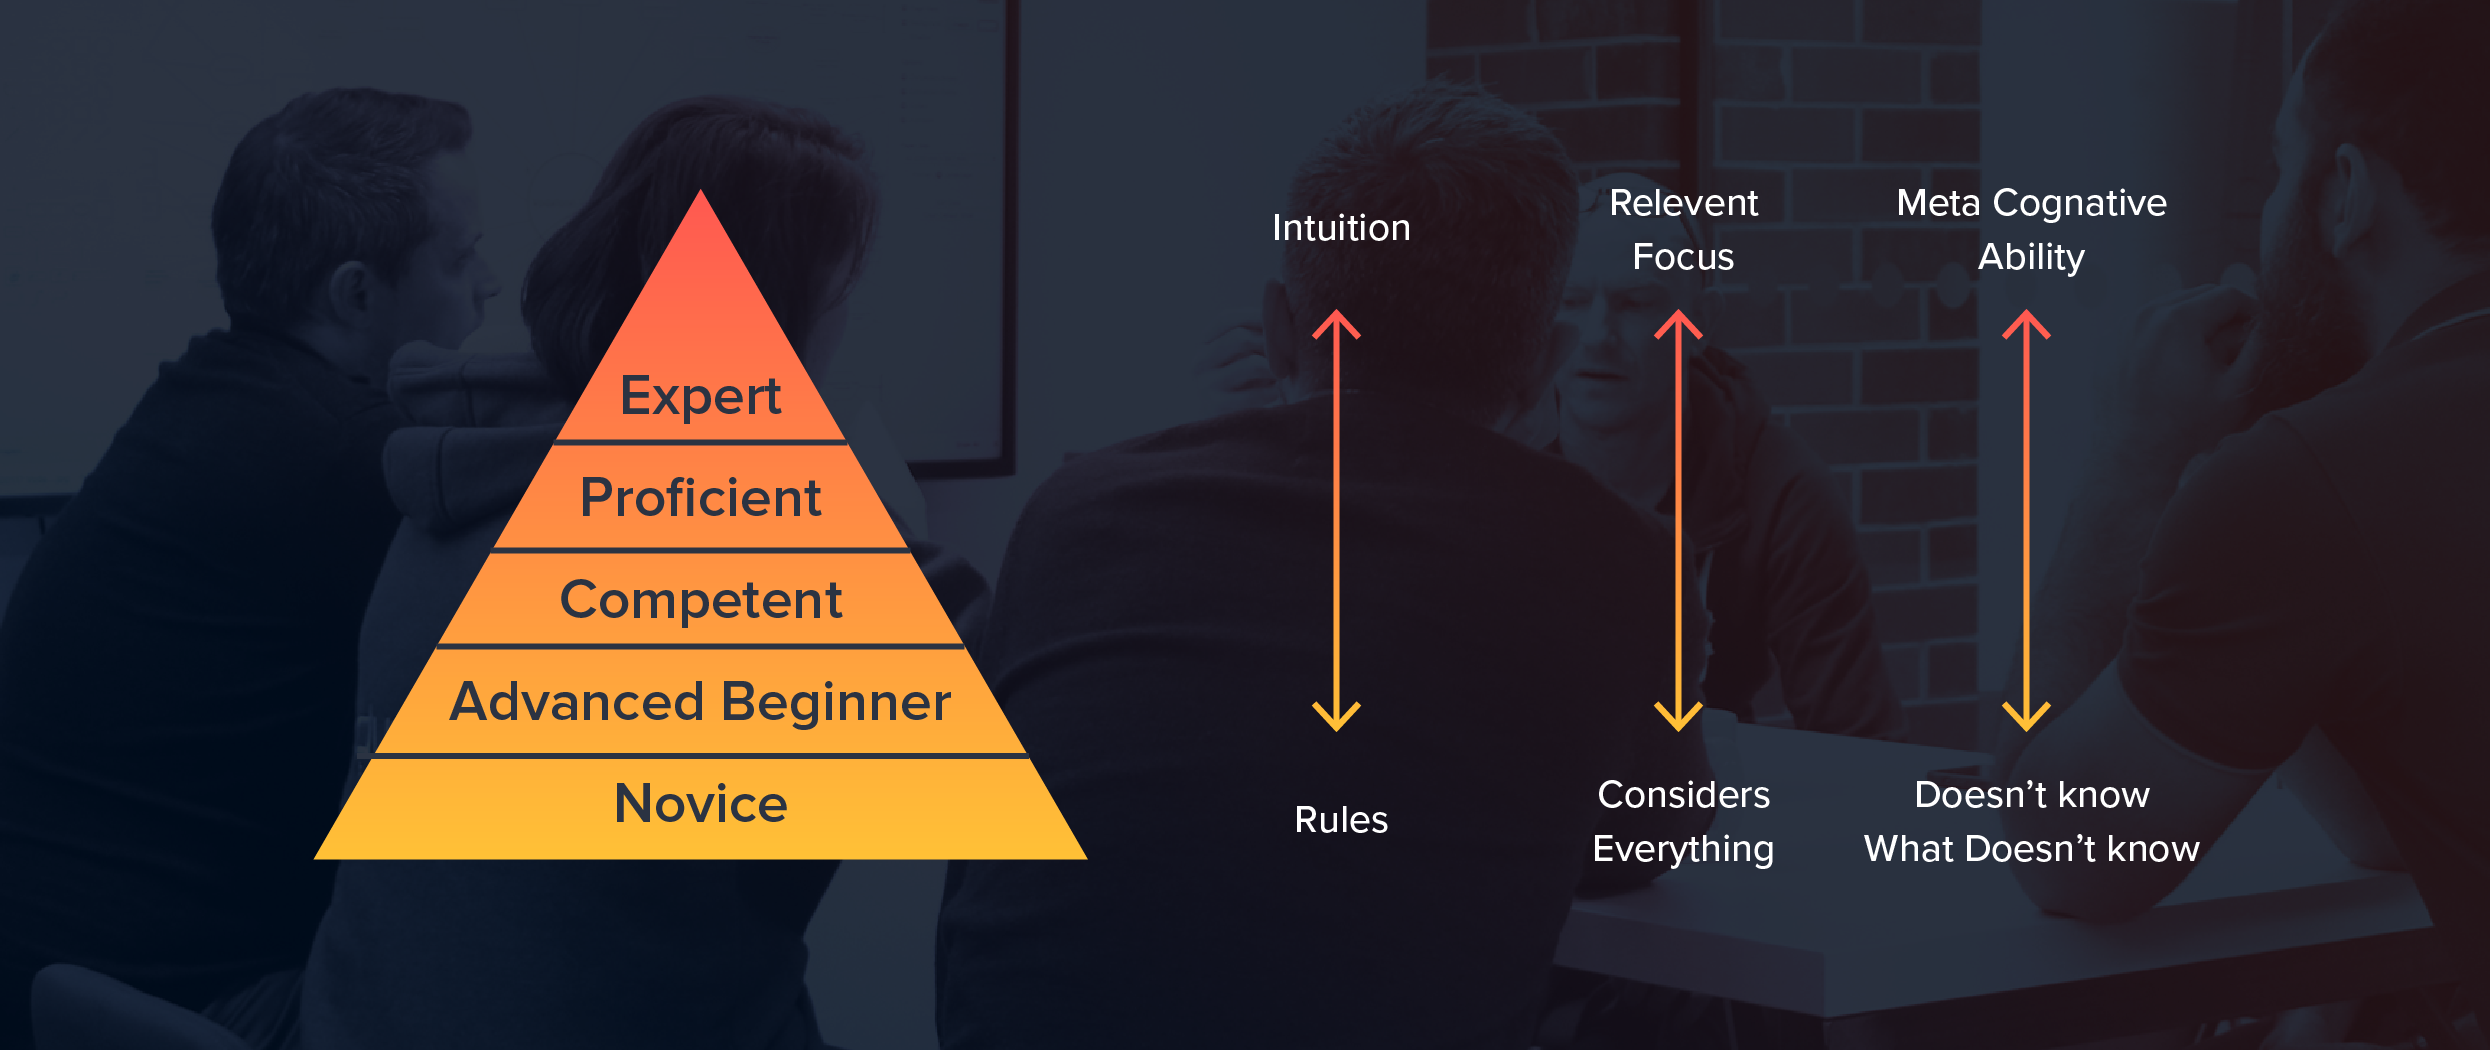 Expert
Proficient
Competent
Advanced Beginner
Novice
Intuition
Rules
Relevent
Focus
Considers
Everything
Meta Cognative
Ability
Doesn’t know
What Doesn’t know